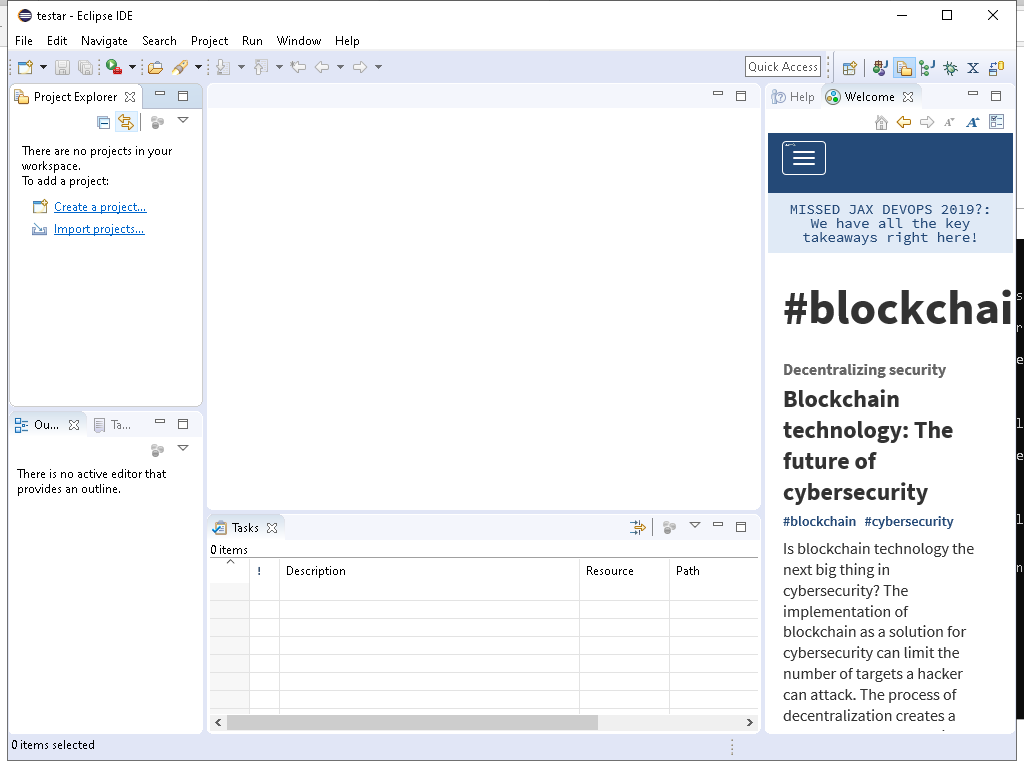 testar - Eclipse IDE
File Edit Navigate Search Project Run Window Help
Quick Access
Project Explorer
There are no projects in your
workspace.
To add a project:
Create a project...
Import projects...
Ou...
Ta...
There is no active editor that
provides an outline.
Tasks
0 items
! Description Resource Path
Help
Welcome
MISSED JAX DEVOPS 2019?:
We have all the key
takeaways right here!
#blockchai
Decentralizing security
Blockchain
technology: The
future of
cybersecurity
#blockchain #cybersecurity
Is blockchain technology the
next big thing in
cybersecurity? The
implementation of
blockchain as a solution for
cybersecurity can limit the
number of targets a hacker
can attack. The process of
decentralization creates a
0 items selected